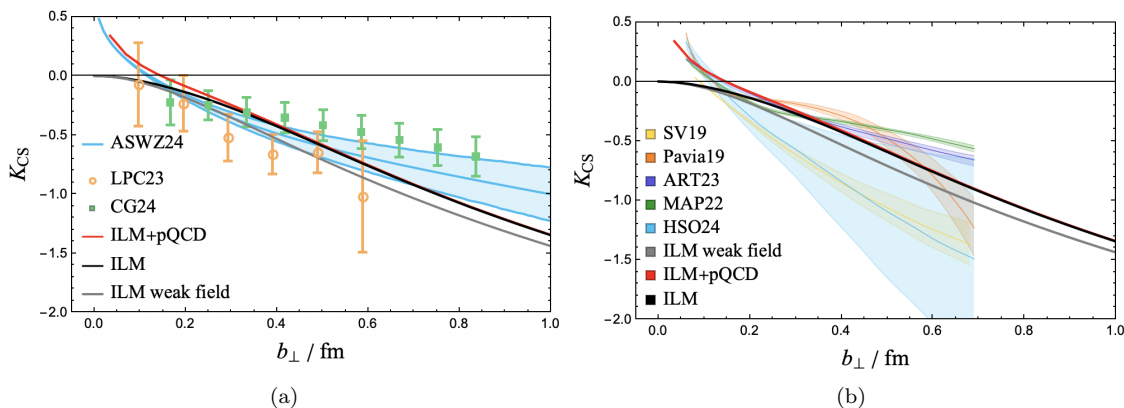 0.5
0.0
-0.5
-1.0
-1.5
-2.0
K_CS
ASWZ24
LPC23
CG24
ILM+pQCD
ILM
ILM weak field
0.0 0.2 0.4 0.6 0.8 1.0
b⊥ / fm
(a)
0.5
0.0
-0.5
-1.0
-1.5
-2.0
K_CS
SV19
Pavia19
ART23
MAP22
HSO24
ILM weak field
ILM+pQCD
ILM
0.0 0.2 0.4 0.6 0.8 1.0
b⊥ / fm
(b)